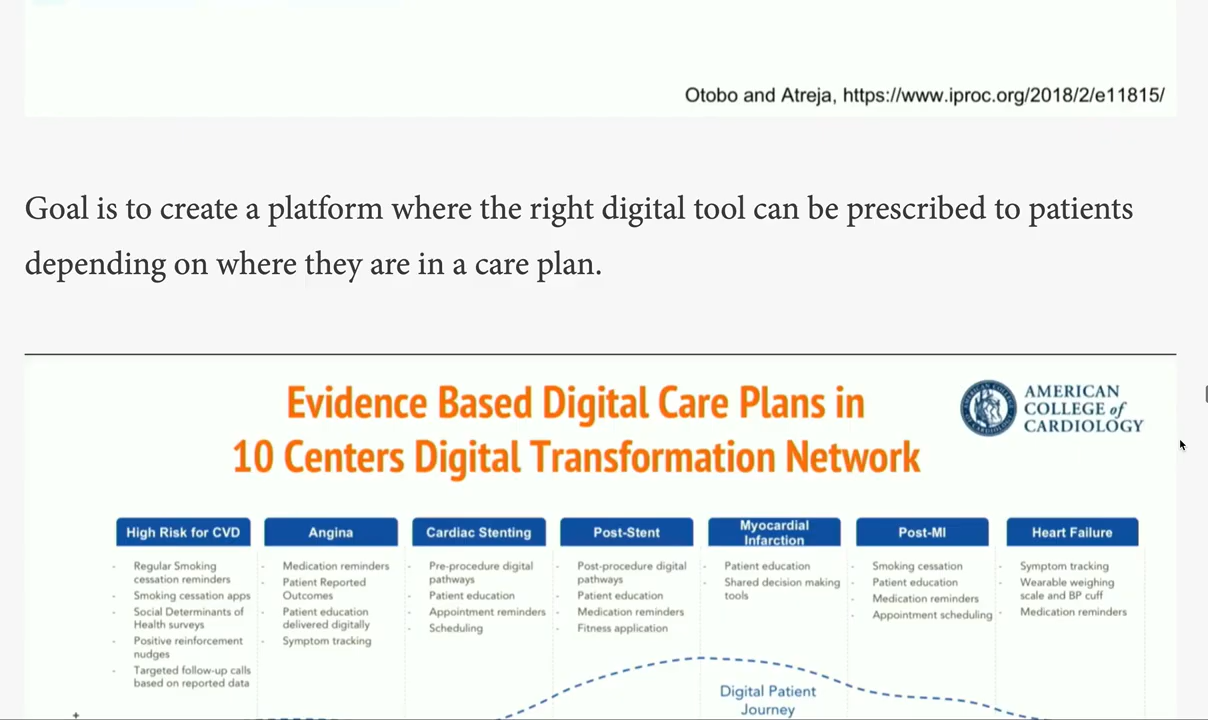 Otobo and Atreja, https://www.iproc.org/2018/2/e11815/
Goal is to create a platform where the right digital tool can be prescribed to patients
depending on where they are in a care plan.
Evidence Based Digital Care Plans in
10 Centers Digital Transformation Network
AMERICAN
COLLEGE of
CARDIOLOGY
High Risk for CVD
- Regular Smoking
cessation reminders
- Smoking cessation apps
- Social Determinants of
Health surveys
- Positive reinforcement
nudges
- Targeted follow-up calls
based on reported data
Angina
- Medication reminders
- Patient Reported
Outcomes
- Patient education
delivered digitally
- Symptom tracking
Cardiac Stenting
- Pre-procedure digital
pathways
- Patient education
- Appointment reminders
- Scheduling
Post-Stent
- Post-procedure digital
pathways
- Patient education
- Medication reminders
- Fitness application
Myocardial
Infarction
- Patient education
- Shared decision making
tools
Post-MI
- Smoking cessation
- Patient education
- Medication reminders
- Appointment scheduling
Heart Failure
- Symptom tracking
- Wearable weighing
scale and BP cuff
- Medication reminders
Digital Patient
Journey